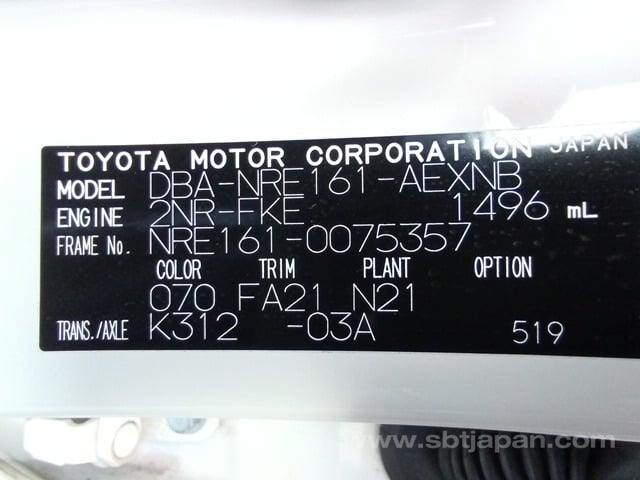 TOYOTA MOTOR CORPORATION JAPAN
MODEL DBA-NRE161-AEXNB
ENGINE 2NR-FKE 1496 mL
FRAME No. NRE161-0075357
COLOR TRIM PLANT OPTION
070 FA21 N21
TRANS./AXLE K312 -03A 519
www.sbtjapan.com